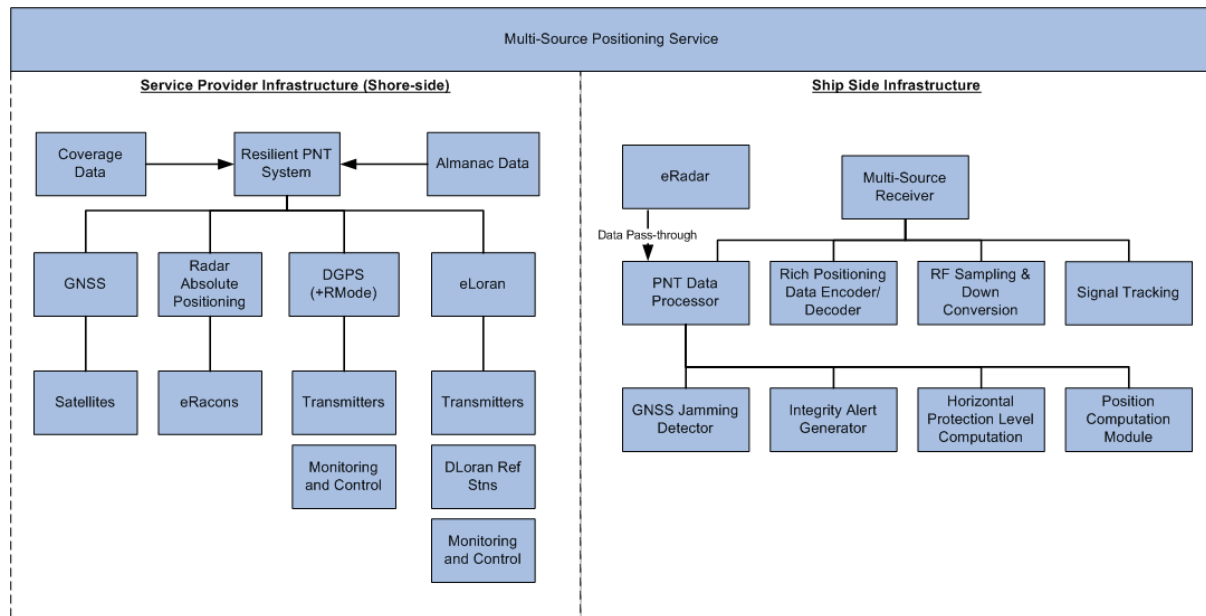 Multi-Source Positioning Service
Service Provider Infrastructure (Shore-side)
Coverage
Data
Resilient PNT
System
Almanac Data
GNSS
Radar
Absolute
Positioning
DGPS
(+RMode)
eLoran
Satellites
eRacons
Transmitters
Transmitters
Monitoring
and Control
DLoran Ref
Stns
Monitoring
and Control
Ship Side Infrastructure
eRadar
Multi-Source
Receiver
Data Pass-through
PNT Data
Processor
Rich Positioning
Data Encoder/
Decoder
RF Sampling &
Down
Conversion
Signal Tracking
GNSS Jamming
Detector
Integrity Alert
Generator
Horizontal
Protection Level
Computation
Position
Computation
Module